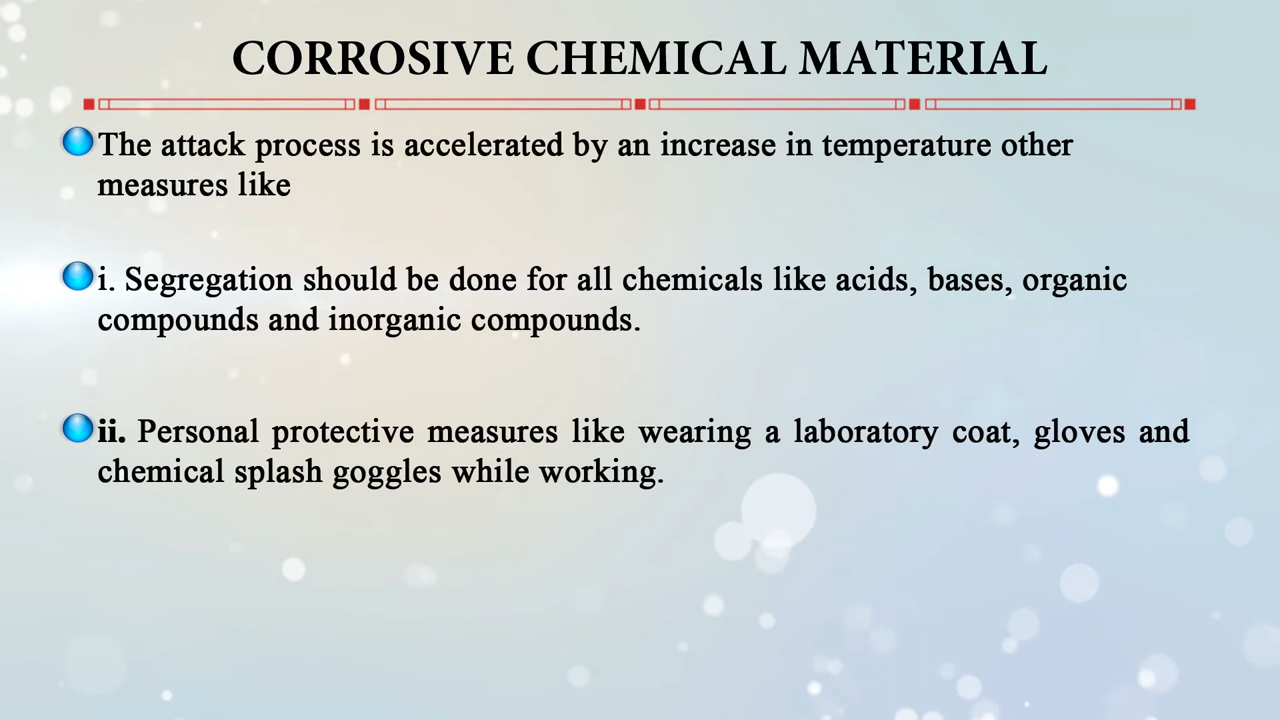 CORROSIVE CHEMICAL MATERIAL
The attack process is accelerated by an increase in temperature other
measures like
i. Segregation should be done for all chemicals like acids, bases, organic
compounds and inorganic compounds.
ii. Personal protective measures like wearing a laboratory coat, gloves and
chemical splash goggles while working.